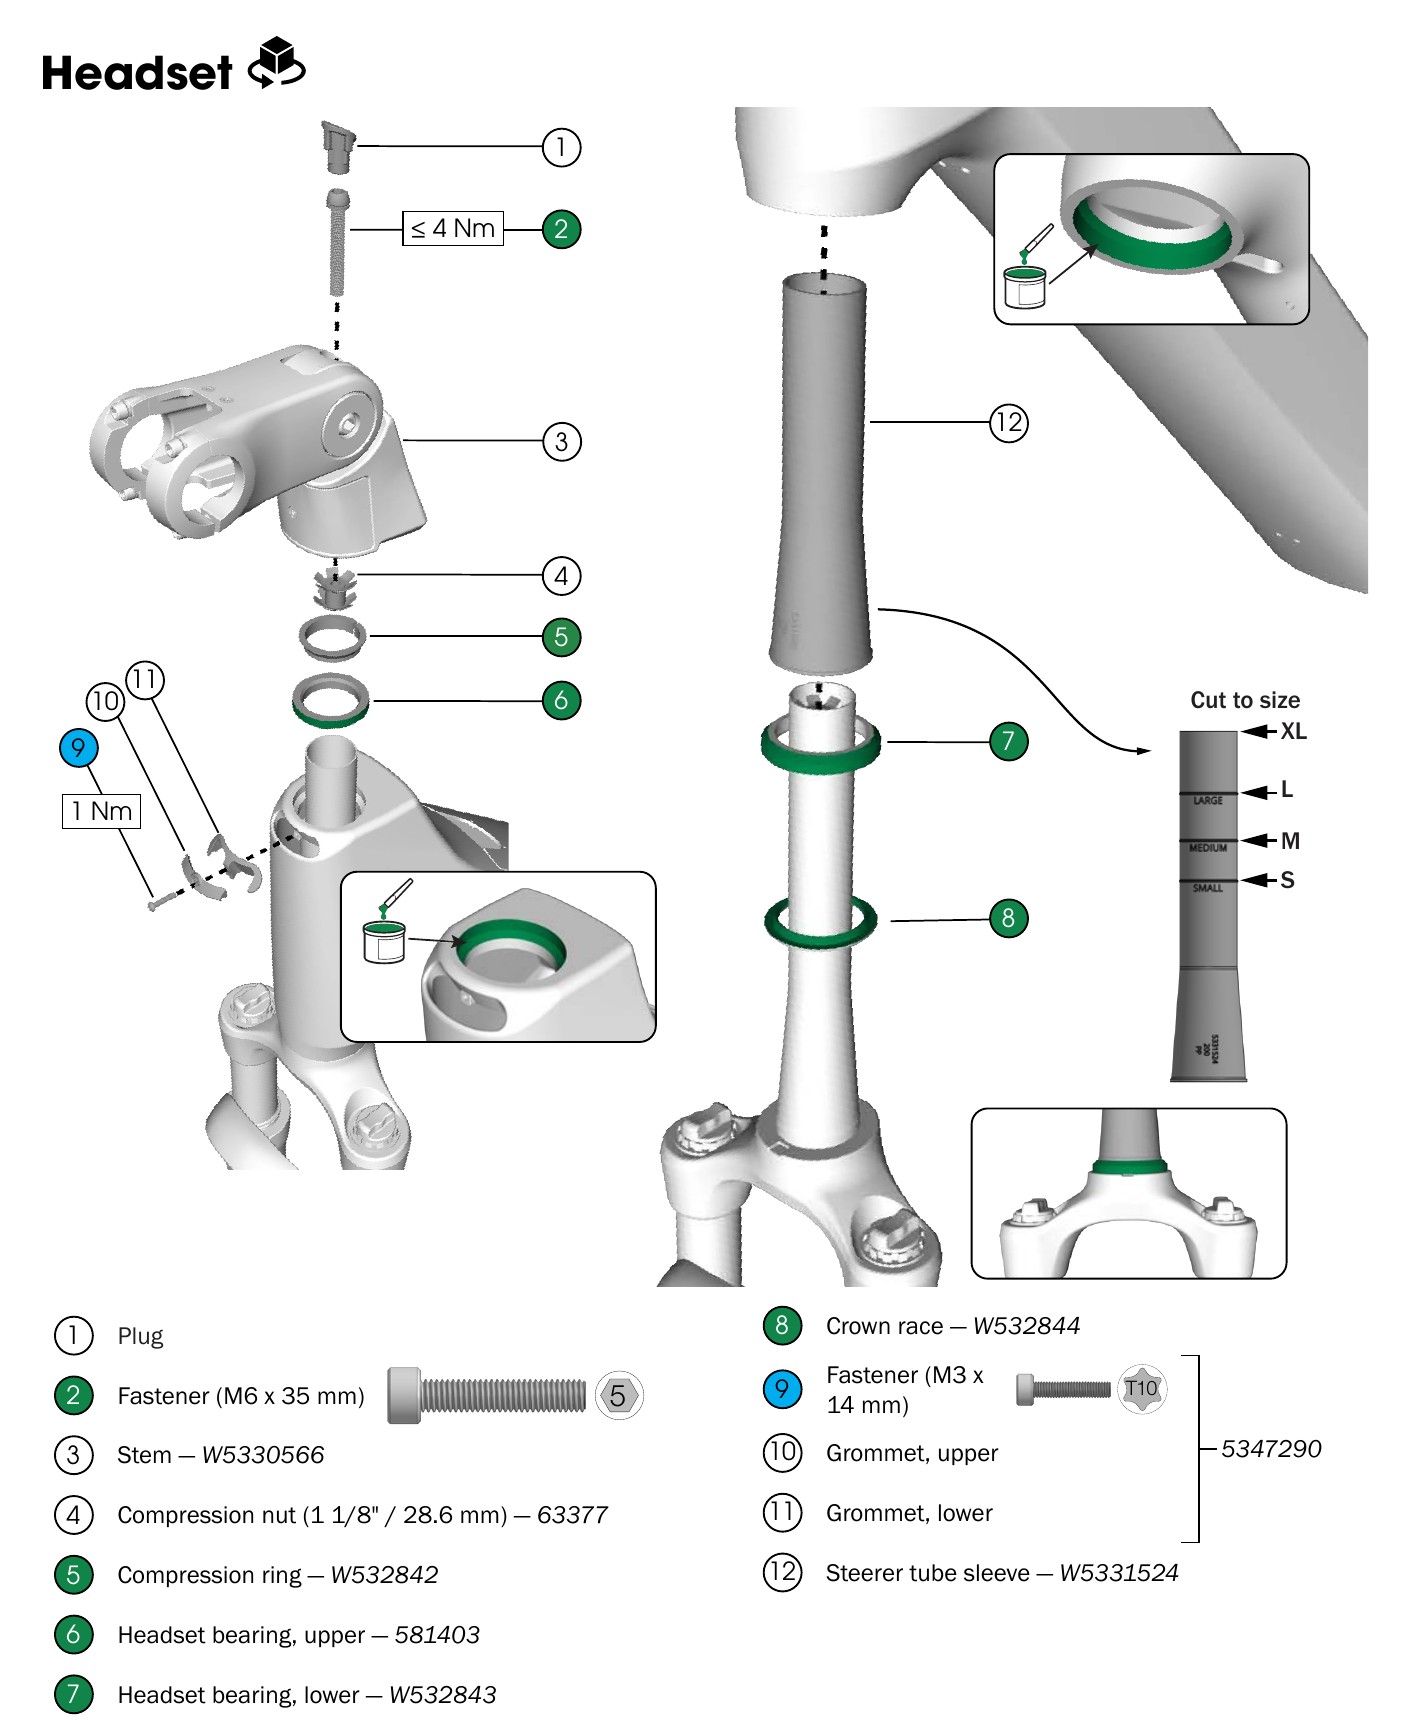 Headset
1
≤ 4 Nm
2
3
4
5
6
11
10
9
1 Nm
12
7
8
Cut to size
XL
LARGE
L
MEDIUM
M
SMALL
S
5331524
200
PP
1 Plug
2 Fastener (M6 x 35 mm) 5
3 Stem — W5330566
4 Compression nut (1 1/8" / 28.6 mm) — 63377
5 Compression ring — W532842
6 Headset bearing, upper — 581403
7 Headset bearing, lower — W532843
8 Crown race — W532844
9 Fastener (M3 x
14 mm) T10
10 Grommet, upper
5347290
11 Grommet, lower
12 Steerer tube sleeve — W5331524